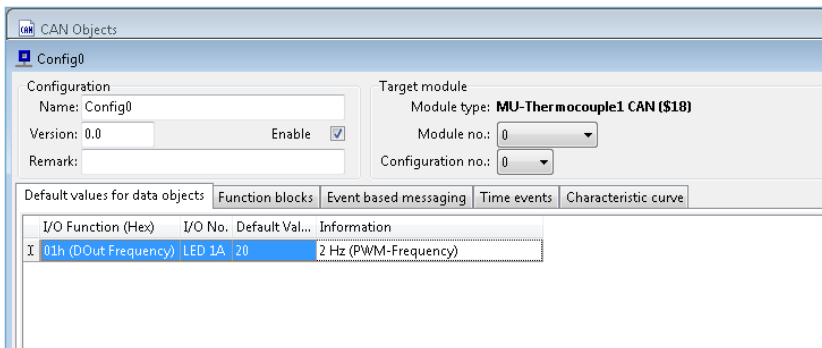 CAN CAN Objects
Config0
Configuration
Name: Config0
Version: 0.0 Enable
Remark:
Target module
Module type: MU-Thermocouple1 CAN ($18)
Module no.: 0
Configuration no.: 0
Default values for data objects Function blocks Event based messaging Time events Characteristic curve
I/O Function (Hex) I/O No. Default Val... Information
I 01h (DOut Frequency) LED 1A 20 2 Hz (PWM-Frequency)